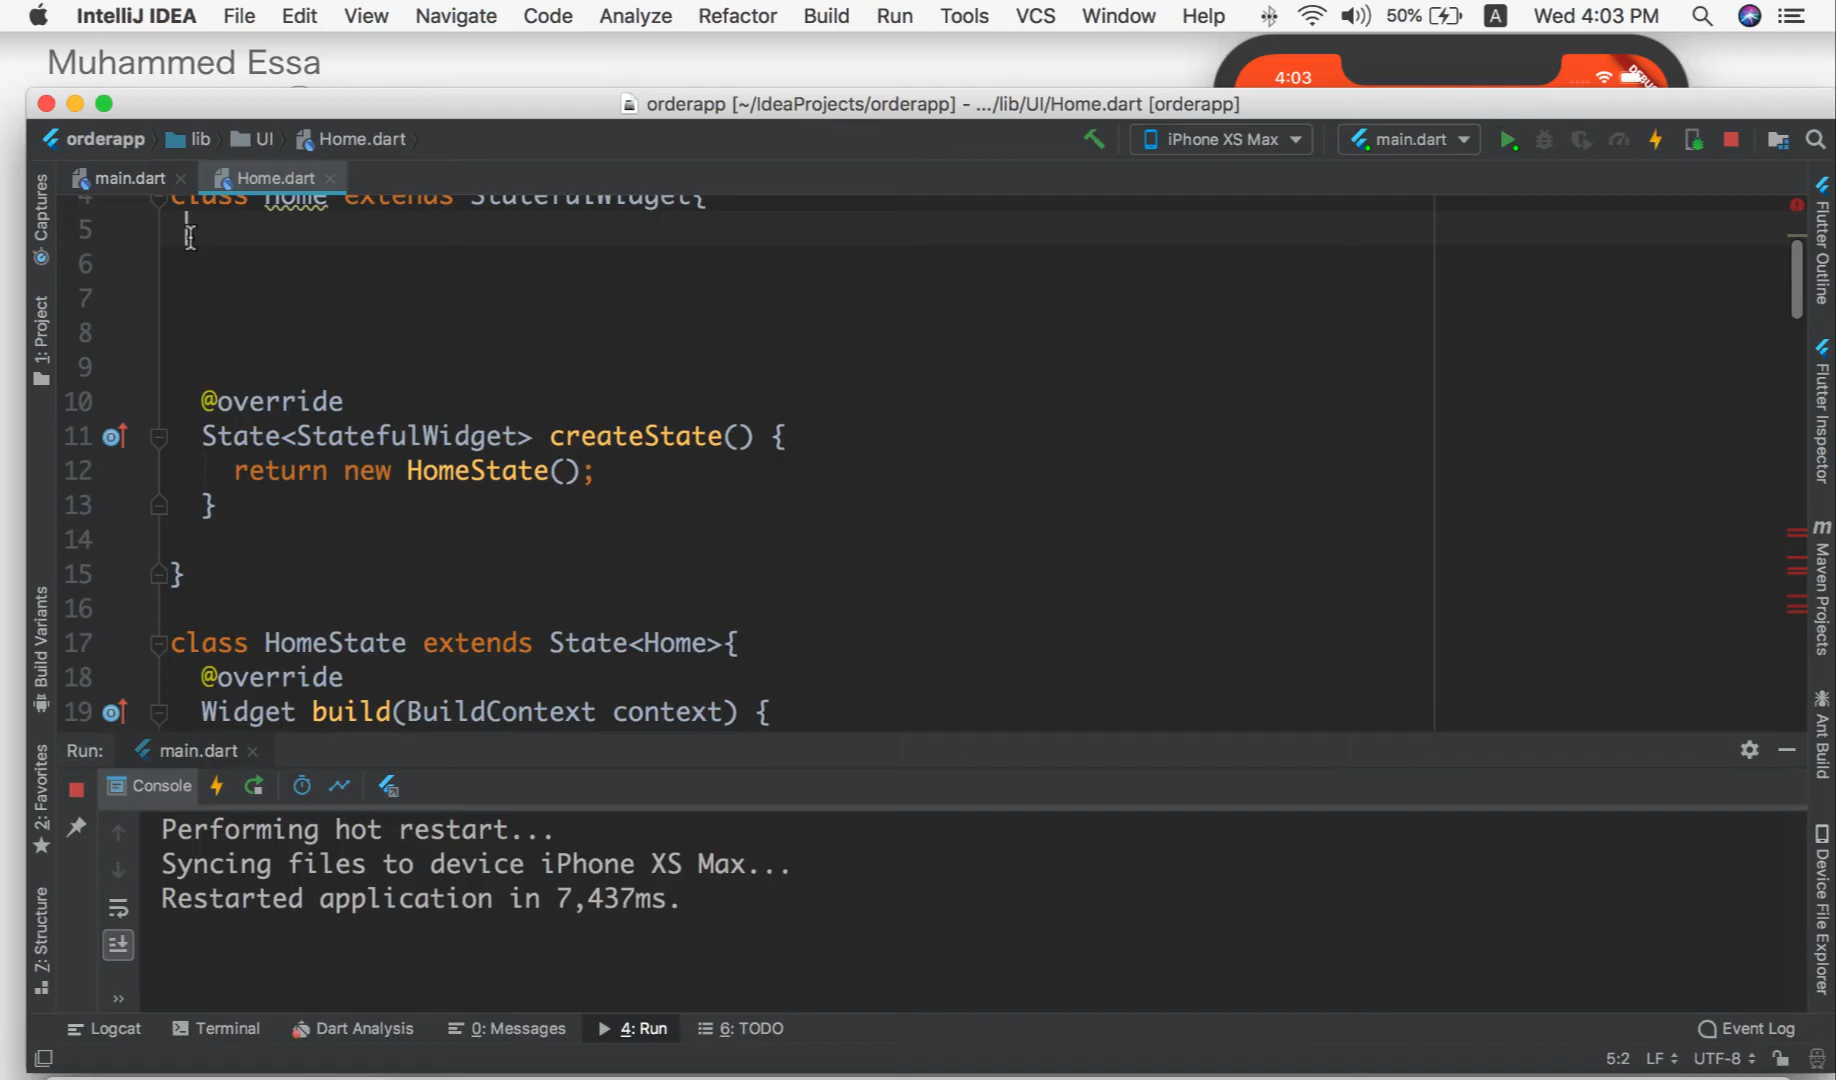 IntelliJ IDEA File Edit View Navigate Code Analyze Refactor Build Run Tools VCS Window Help 50% A Wed 4:03 PM
Muhammed Essa
4:03
DEBUG
orderapp [~/IdeaProjects/orderapp] - .../lib/UI/Home.dart [orderapp]
orderapp lib UI Home.dart iPhone XS Max main.dart
main.dart Home.dart
4 class Home extends StatefulWidget{
5
6
7
8
9
10 @override
11 State<StatefulWidget> createState() {
12 return new HomeState();
13 }
14
15 }
16
17 class HomeState extends State<Home>{
18 @override
19 Widget build(BuildContext context) {
Captures
1: Project
Build Variants
2: Favorites
Z: Structure
Flutter Outline
Flutter Inspector
m Maven Projects
Ant Build
Device File Explorer
Run: main.dart
Console
Performing hot restart...
Syncing files to device iPhone XS Max...
Restarted application in 7,437ms.
»
Logcat Terminal Dart Analysis 0: Messages 4: Run 6: TODO Event Log
5:2 LF UTF-8